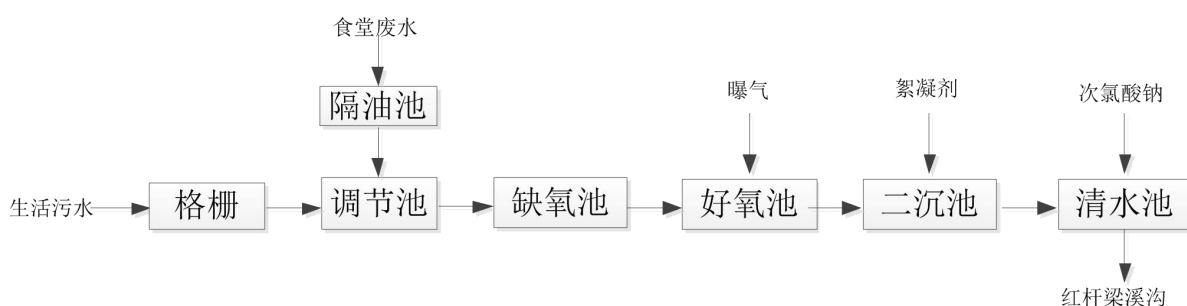 食堂废水
隔油池
曝气
絮凝剂
次氯酸钠
生活污水
格栅
调节池
缺氧池
好氧池
二沉池
清水池
红杆梁溪沟